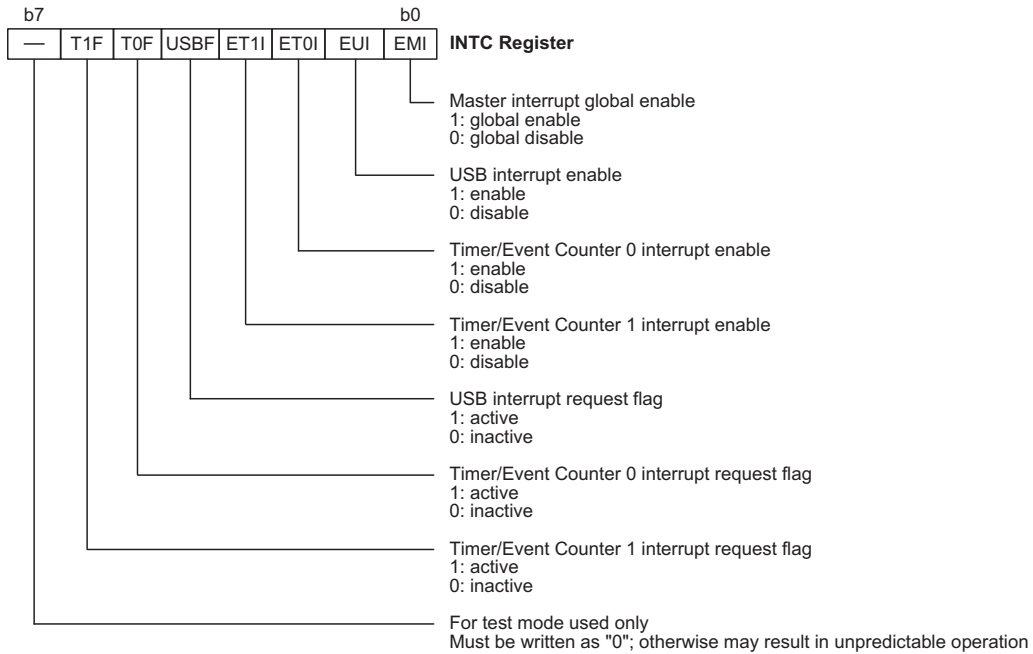 b7 b0
— T1F T0F USBF ET1I ET0I EUI EMI INTC Register
Master interrupt global enable
1: global enable
0: global disable
USB interrupt enable
1: enable
0: disable
Timer/Event Counter 0 interrupt enable
1: enable
0: disable
Timer/Event Counter 1 interrupt enable
1: enable
0: disable
USB interrupt request flag
1: active
0: inactive
Timer/Event Counter 0 interrupt request flag
1: active
0: inactive
Timer/Event Counter 1 interrupt request flag
1: active
0: inactive
For test mode used only
Must be written as "0"; otherwise may result in unpredictable operation